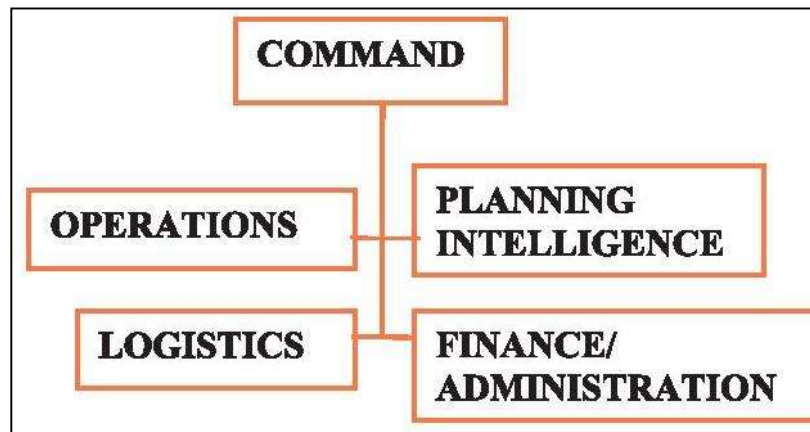 COMMAND
OPERATIONS
PLANNING
INTELLIGENCE
LOGISTICS
FINANCE/
ADMINISTRATION